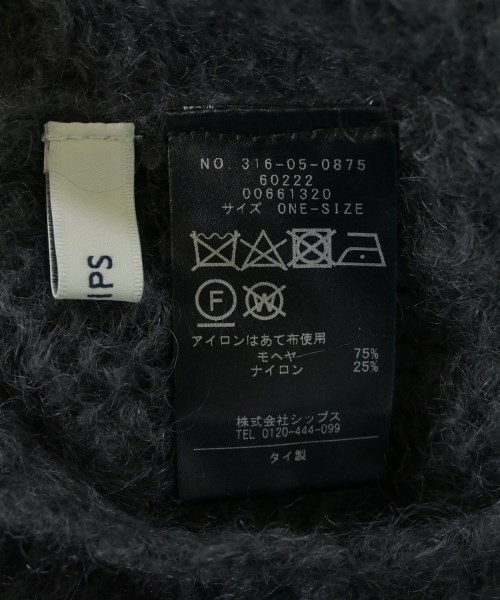 NO. 316-05-0875
60222
00661320
サイズ ONE-SIZE
F W
アイロンはあて布使用
モヘヤ 75%
ナイロン 25%
株式会社シップス
TEL 0120-444-099
タイ製
IPS